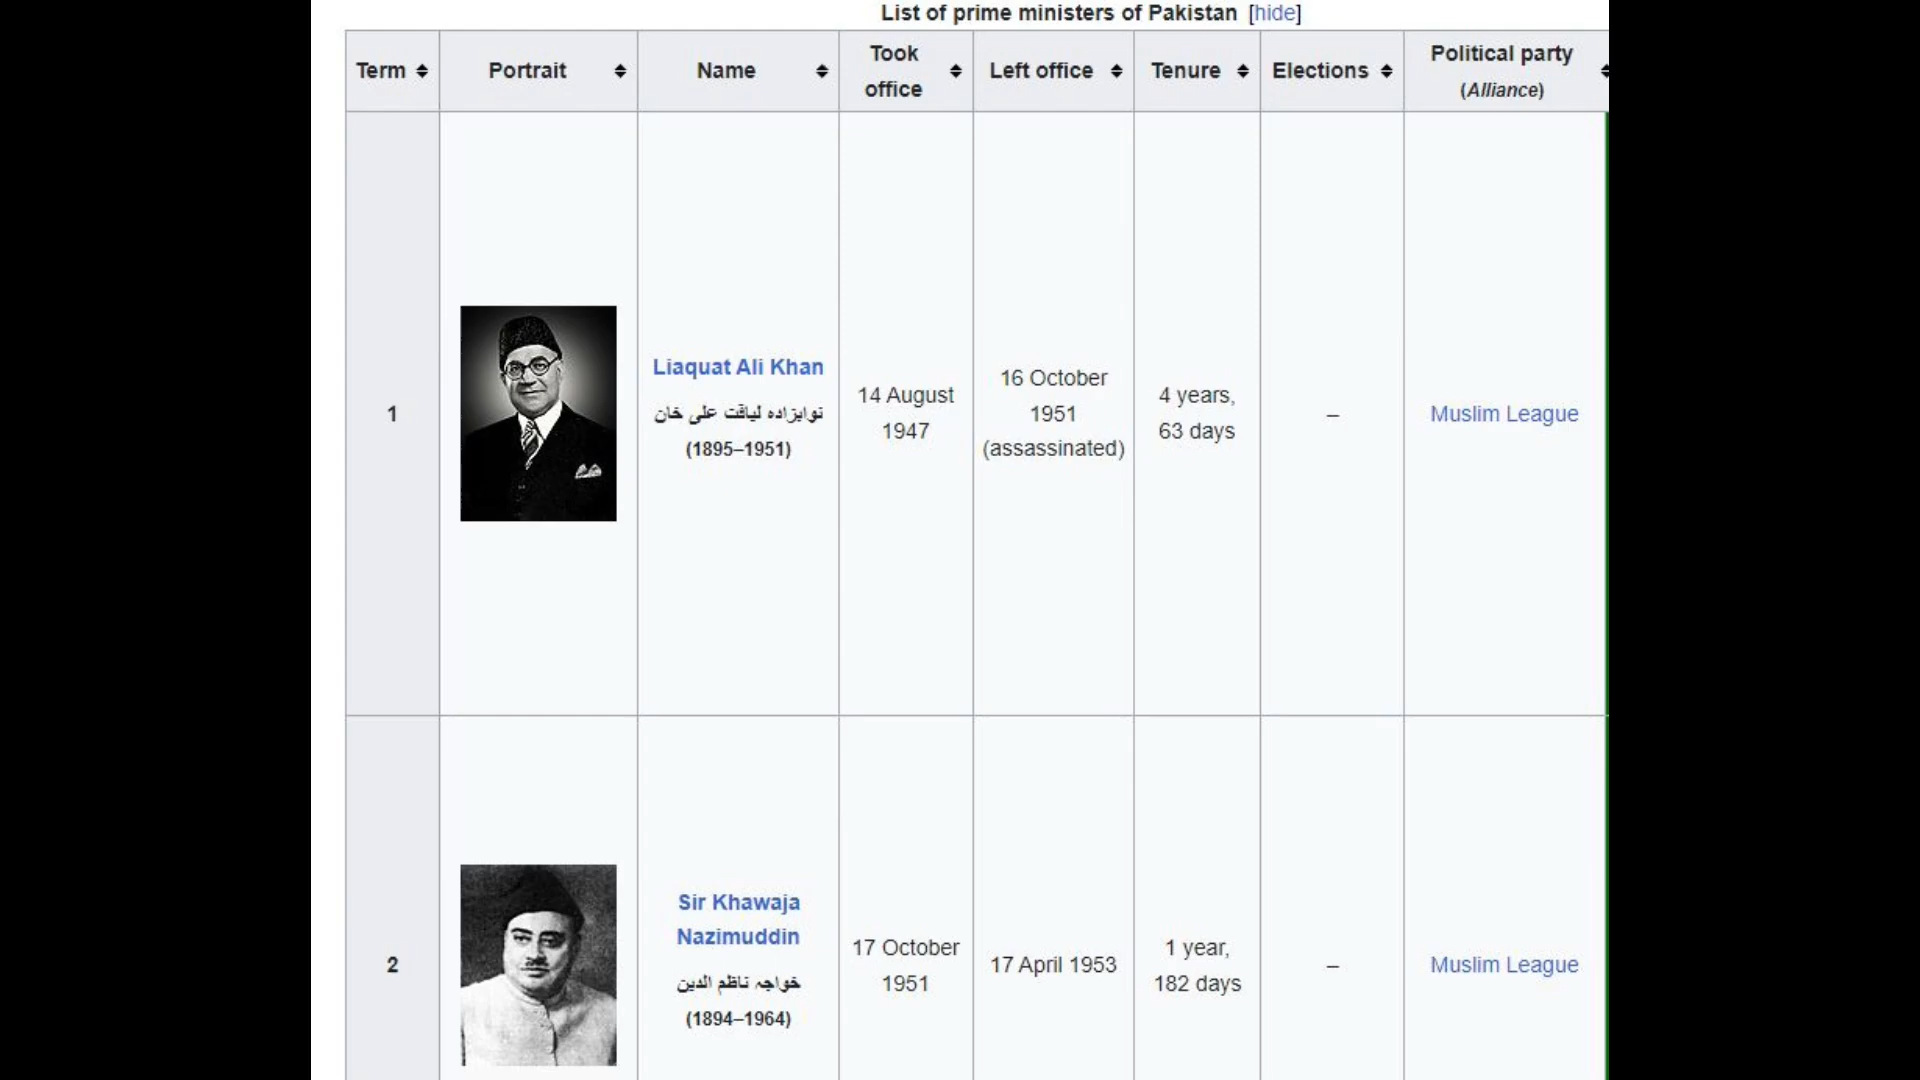 List of prime ministers of Pakistan [hide]
Term
Portrait
Name
Took
office
Left office
Tenure
Elections
Political party
(Alliance)
1
Liaquat Ali Khan
نوابزاده لیاقت علی خان
(1895–1951)
14 August
1947
16 October
1951
(assassinated)
4 years,
63 days
–
Muslim League
2
Sir Khawaja
Nazimuddin
خواجہ ناظم الدین
(1894–1964)
17 October
1951
17 April 1953
1 year,
182 days
–
Muslim League